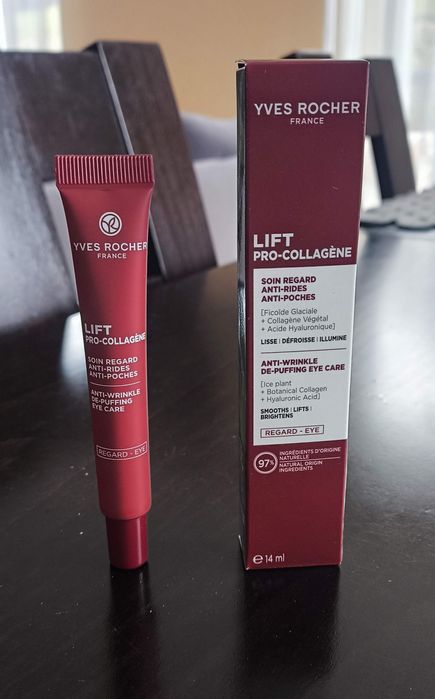 YVES ROCHER
FRANCE
LIFT
PRO-COLLAGÈNE
SOIN REGARD
ANTI-RIDES
ANTI-POCHES
ANTI-WRINKLE
DE-PUFFING
EYE CARE
REGARD - EYE
YVES ROCHER
FRANCE
LIFT
PRO-COLLAGÈNE
SOIN REGARD
ANTI-RIDES
ANTI-POCHES
[Ficoïde Glaciale
+ Collagène Végétal
+ Acide Hyaluronique]
LISSE | DÉFROISSE | ILLUMINE
ANTI-WRINKLE
DE-PUFFING EYE CARE
[Ice plant
+ Botanical Collagen
+ Hyaluronic Acid]
SMOOTHS | LIFTS |
BRIGHTENS
REGARD - EYE
97%
INGRÉDIENTS D'ORIGINE
NATURELLE
NATURAL ORIGIN
INGREDIENTS
e 14 ml